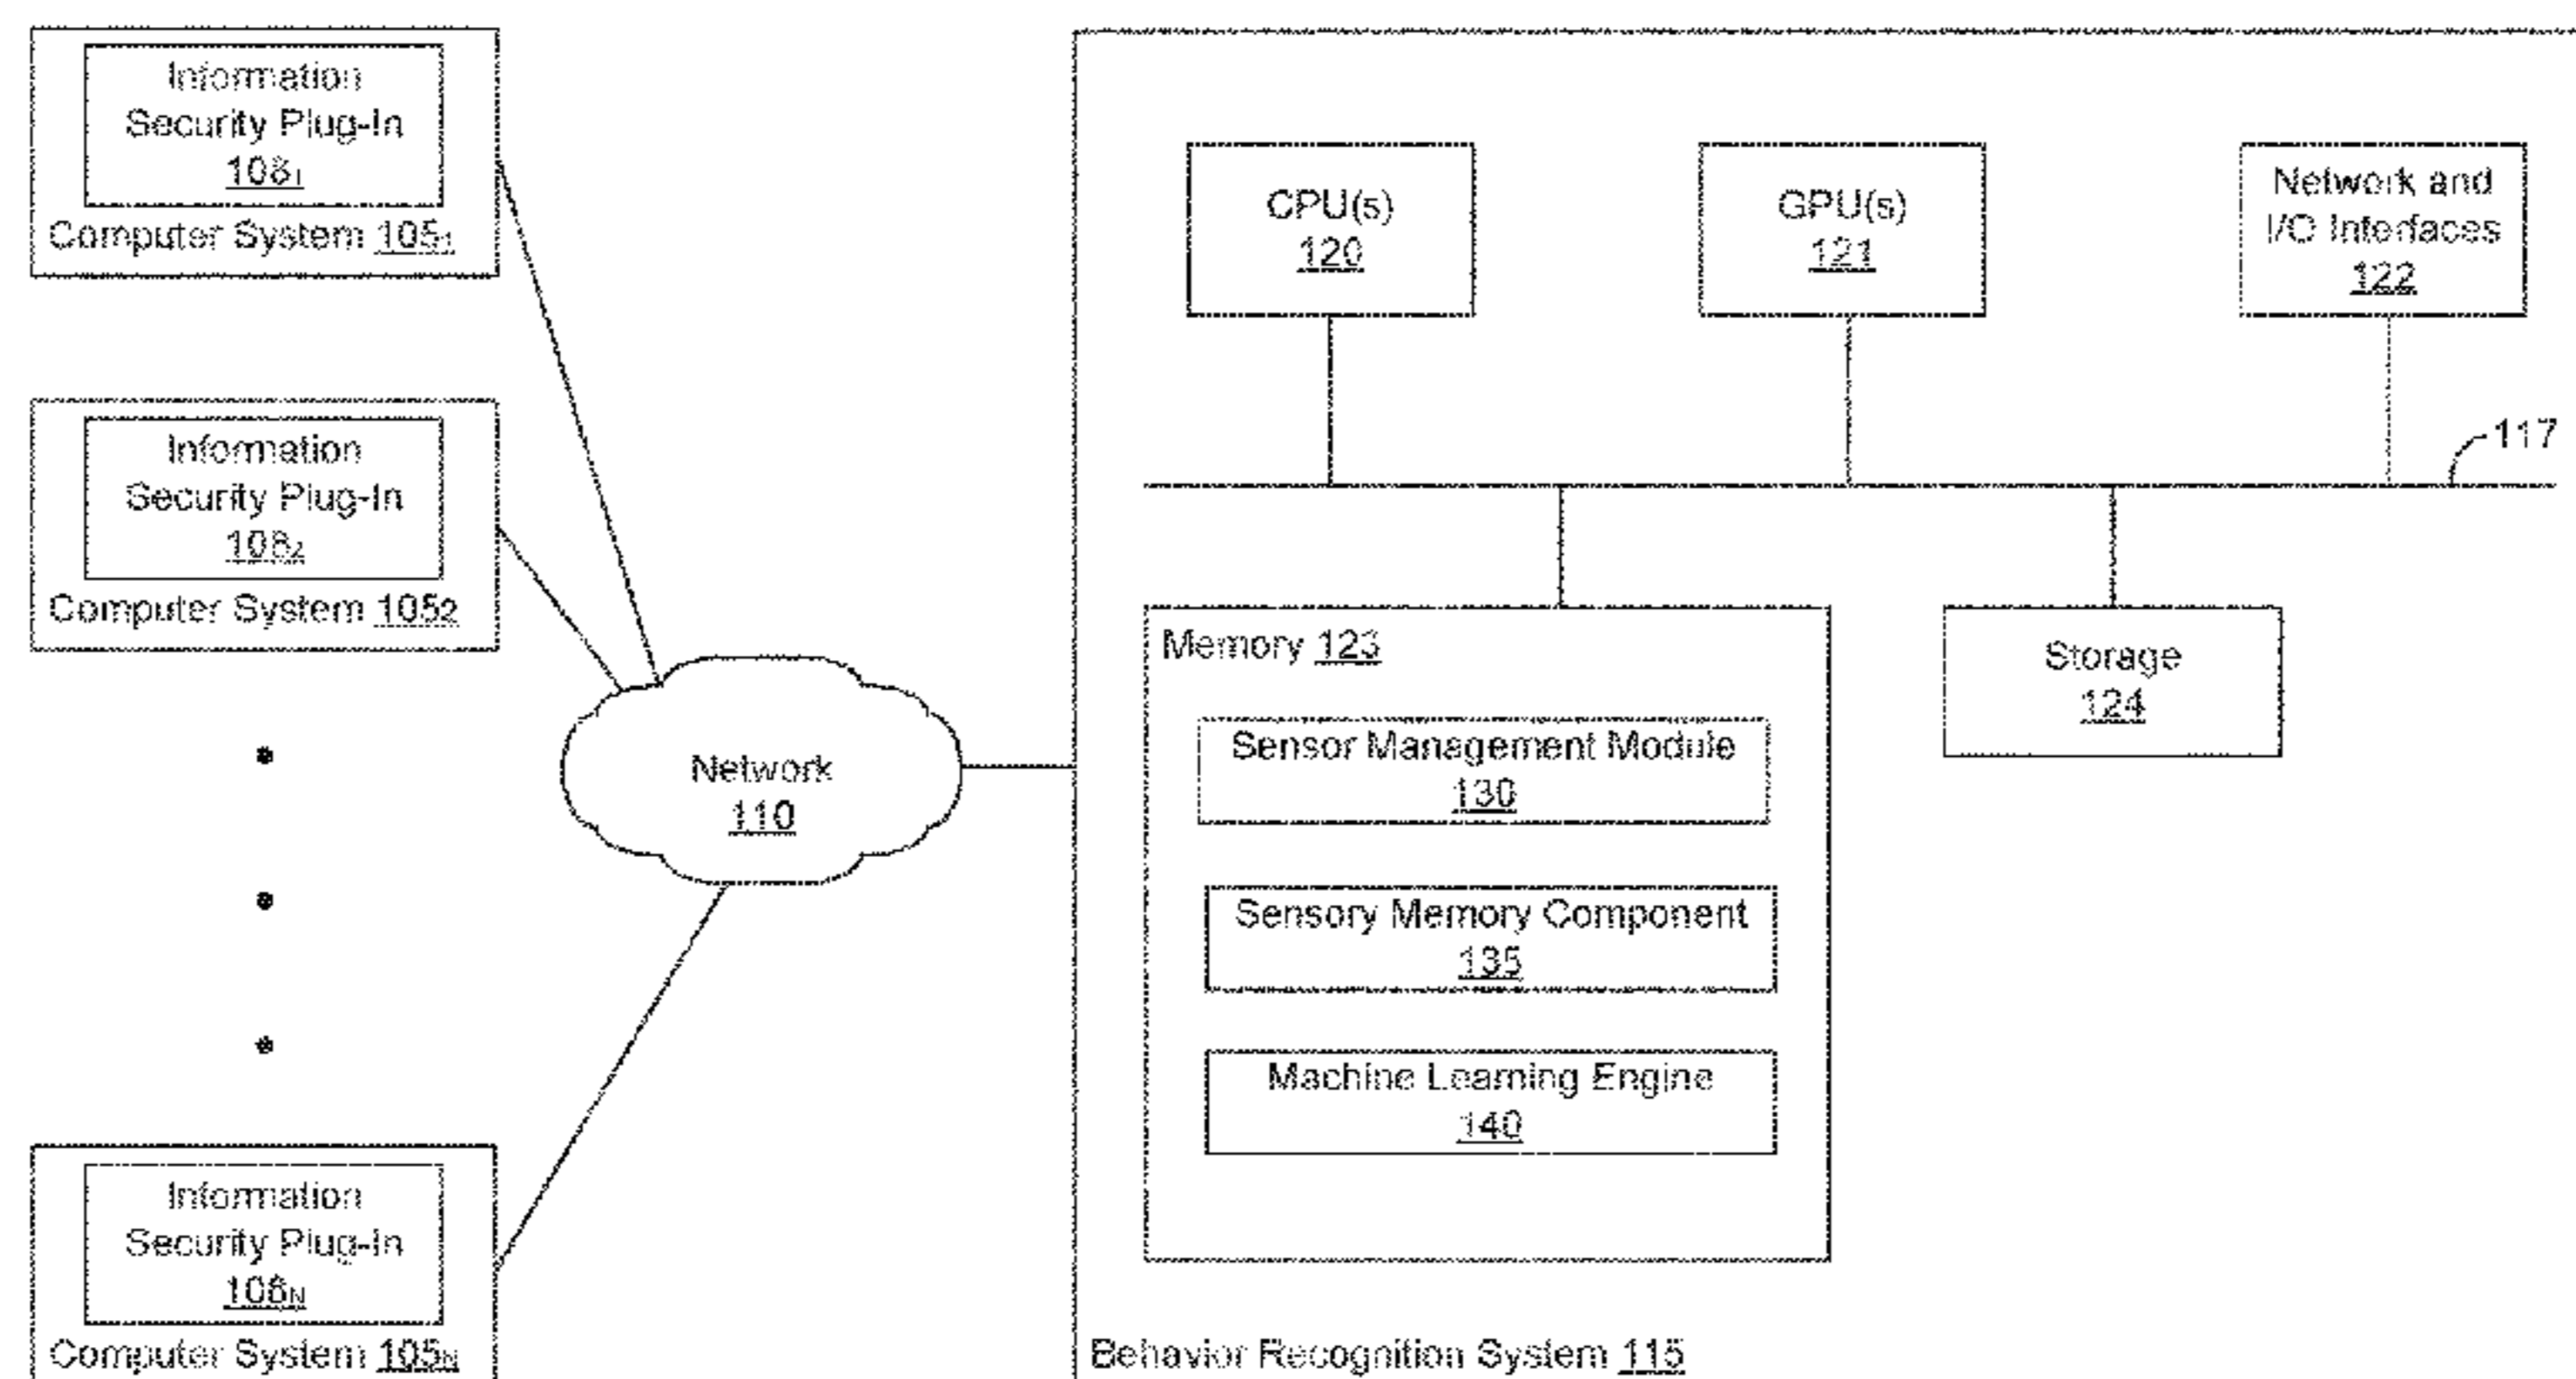 Information
Security Plug-In
108₁
Computer System 105₁
Information
Security Plug-In
108₂
Computer System 105₂
Information
Security Plug-In
108N
Computer System 105N
Network
110
CPU(s)
120
GPU(s)
121
Network and
I/O Interfaces
122
117
Memory 123
Sensor Management Module
130
Sensory Memory Component
135
Machine Learning Engine
140
Storage
124
Behavior Recognition System 115